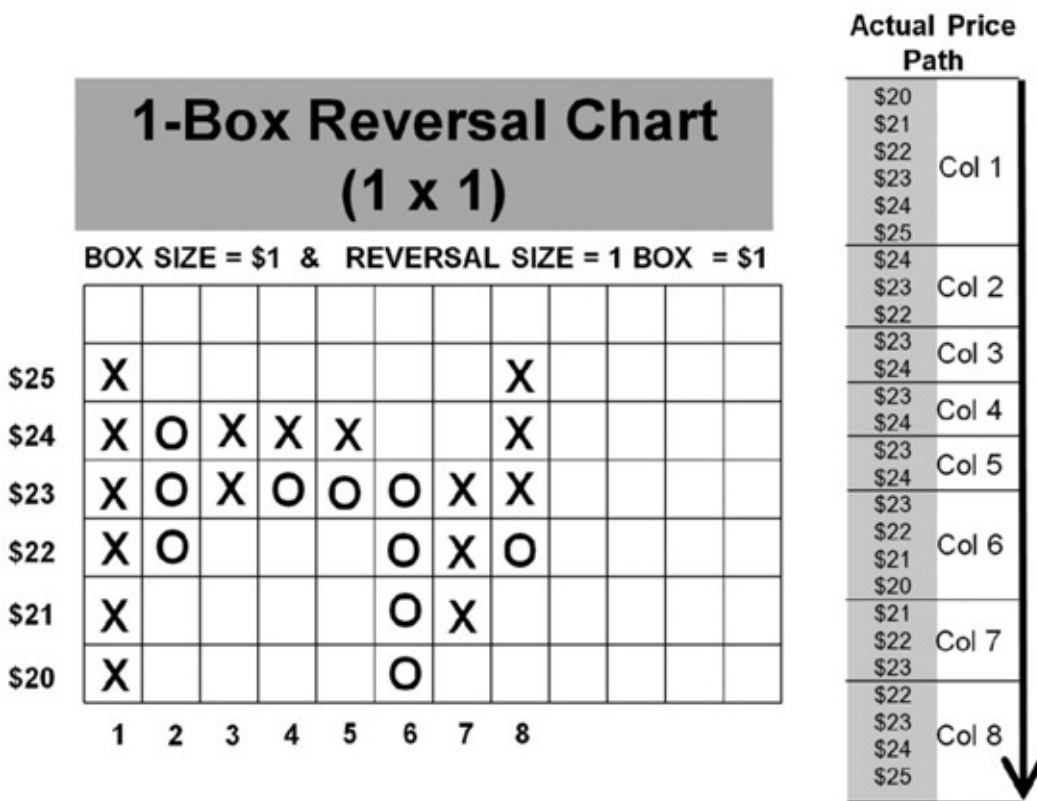 1-Box Reversal Chart
(1 x 1)
BOX SIZE = $1 & REVERSAL SIZE = 1 BOX = $1
$25 X X
$24 X O X X X X
$23 X O X O O O X X
$22 X O O X O
$21 X O X
$20 X O
1 2 3 4 5 6 7 8
Actual Price
Path
$20
$21
$22
$23
$24
$25
Col 1
$24
$23
$22
Col 2
$23
$24
Col 3
$23
$24
Col 4
$23
$24
Col 5
$23
$22
$21
$20
Col 6
$21
$22
$23
Col 7
$22
$23
$24
$25
Col 8